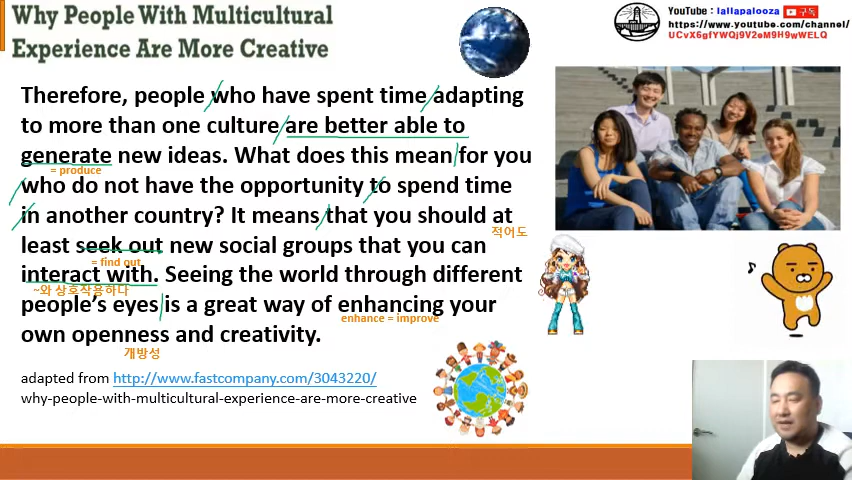 Why People With Multicultural
Experience Are More Creative
YouTube : lallapalooza 구독
https://www.youtube.com/channel/
UCvX6gfYWQj9V2eM9H9wWELQ
Therefore, people who have spent time adapting
to more than one culture are better able to
generate new ideas. What does this mean for you
= produce
who do not have the opportunity to spend time
in another country? It means that you should at
적어도
least seek out new social groups that you can
= find out
interact with. Seeing the world through different
~와 상호작용하다
people's eyes is a great way of enhancing your
enhance = improve
own openness and creativity.
개방성
adapted from http://www.fastcompany.com/3043220/
why-people-with-multicultural-experience-are-more-creative